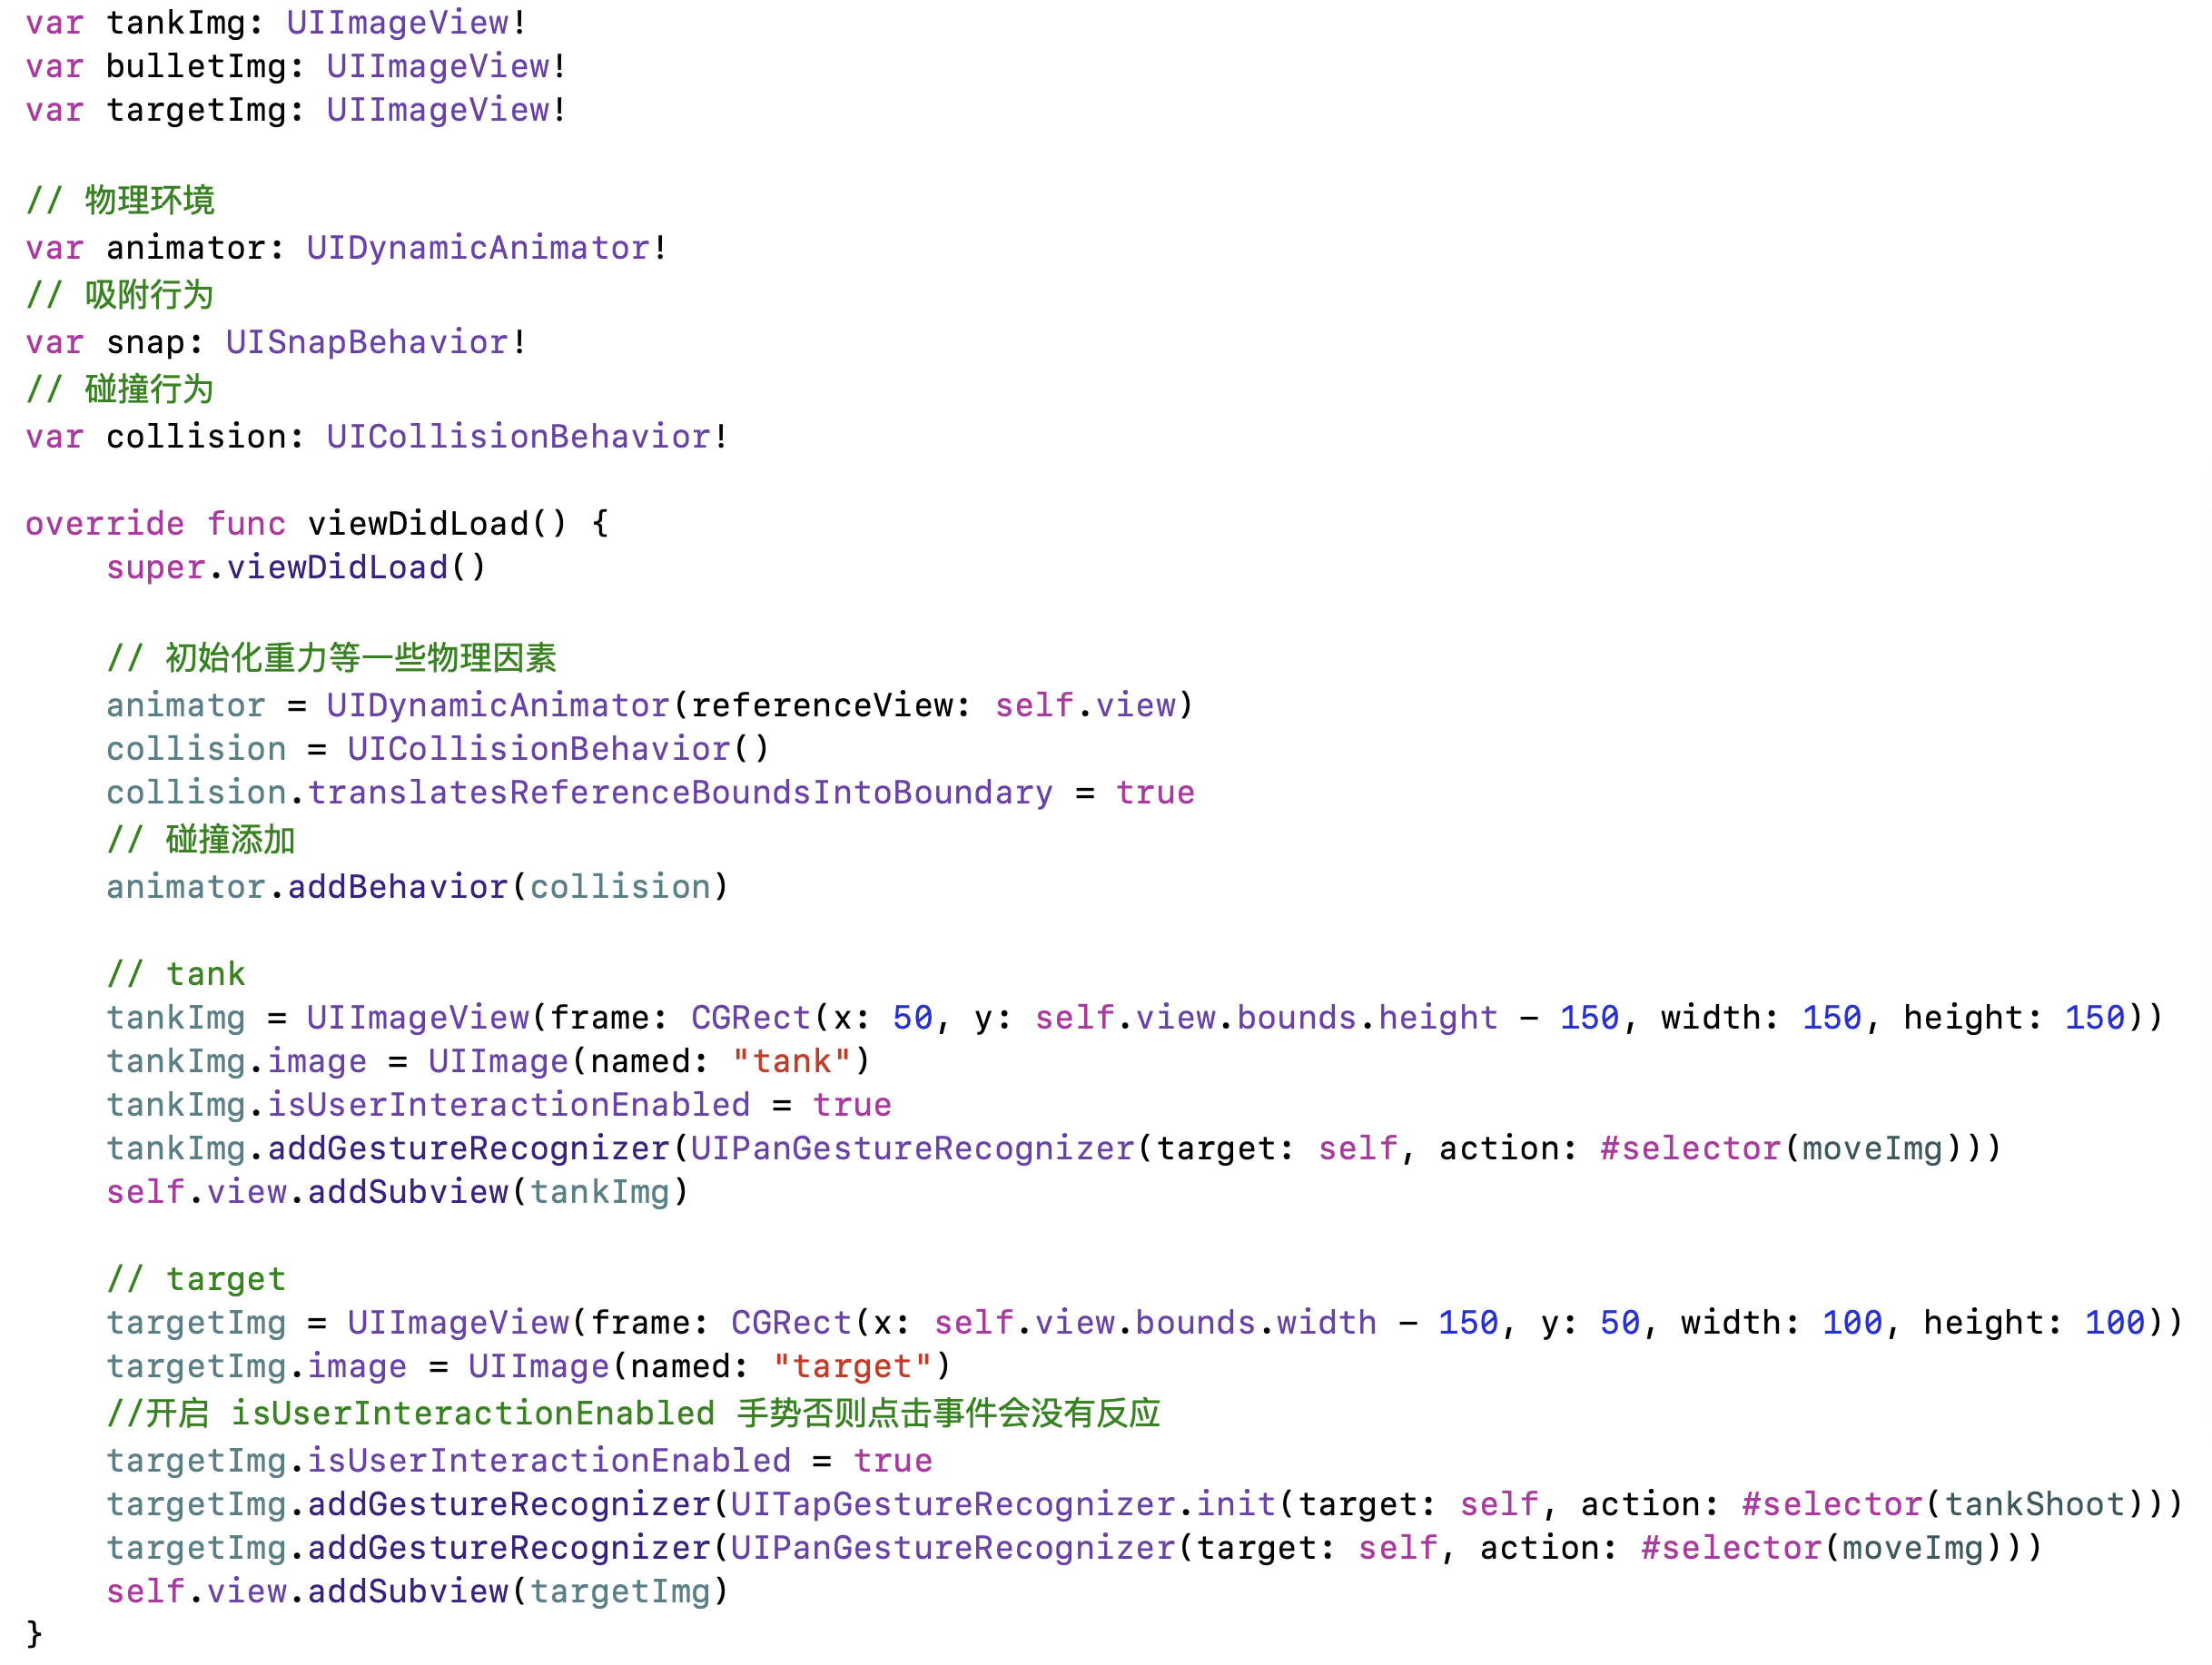 var tankImg: UIImageView!
var bulletImg: UIImageView!
var targetImg: UIImageView!
// 物理环境
var animator: UIDynamicAnimator!
// 吸附行为
var snap: UISnapBehavior!
// 碰撞行为
var collision: UICollisionBehavior!
override func viewDidLoad() {
super.viewDidLoad()
// 初始化重力等一些物理因素
animator = UIDynamicAnimator(referenceView: self.view)
collision = UICollisionBehavior()
collision.translatesReferenceBoundsIntoBoundary = true
// 碰撞添加
animator.addBehavior(collision)
// tank
tankImg = UIImageView(frame: CGRect(x: 50, y: self.view.bounds.height - 150, width: 150, height: 150))
tankImg.image = UIImage(named: "tank")
tankImg.isUserInteractionEnabled = true
tankImg.addGestureRecognizer(UIPanGestureRecognizer(target: self, action: #selector(moveImg)))
self.view.addSubview(tankImg)
// target
targetImg = UIImageView(frame: CGRect(x: self.view.bounds.width - 150, y: 50, width: 100, height: 100))
targetImg.image = UIImage(named: "target")
//开启 isUserInteractionEnabled 手势否则点击事件会没有反应
targetImg.isUserInteractionEnabled = true
targetImg.addGestureRecognizer(UITapGestureRecognizer.init(target: self, action: #selector(tankShoot)))
targetImg.addGestureRecognizer(UIPanGestureRecognizer(target: self, action: #selector(moveImg)))
self.view.addSubview(targetImg)
}